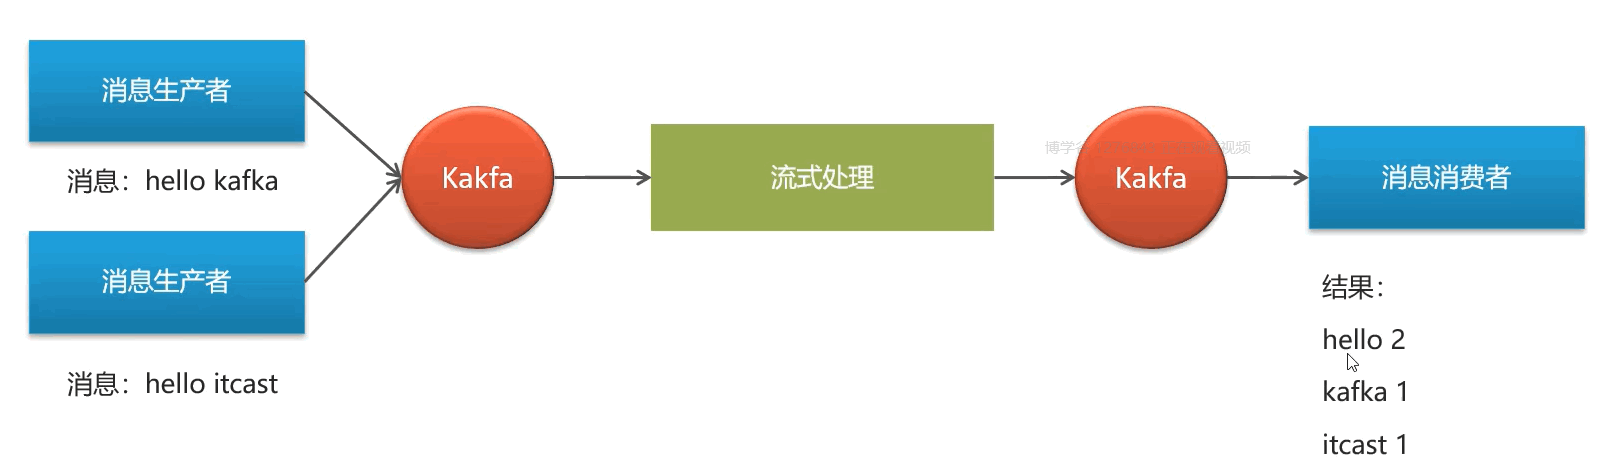 消息生产者
消息：hello kafka
消息生产者
消息：hello itcast
Kakfa
流式处理
Kakfa
消息消费者
结果：
hello 2
kafka 1
itcast 1
博学
视频